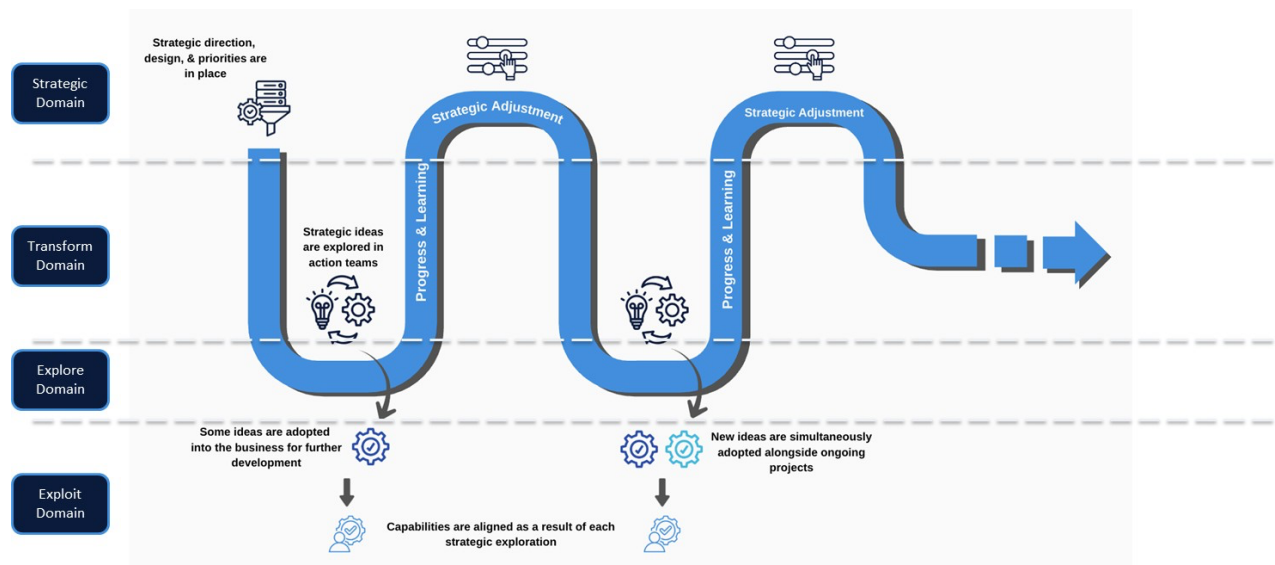 Strategic direction,
design, & priorities are
in place
Strategic
Domain
Strategic Adjustment
Strategic Adjustment
Transform
Domain
Strategic ideas
are explored in
action teams
Progress & Learning
Progress & Learning
Explore
Domain
Some ideas are adopted
into the business for further
development
New ideas are simultaneously
adopted alongside ongoing
projects
Exploit
Domain
Capabilities are aligned as a result of each
strategic exploration